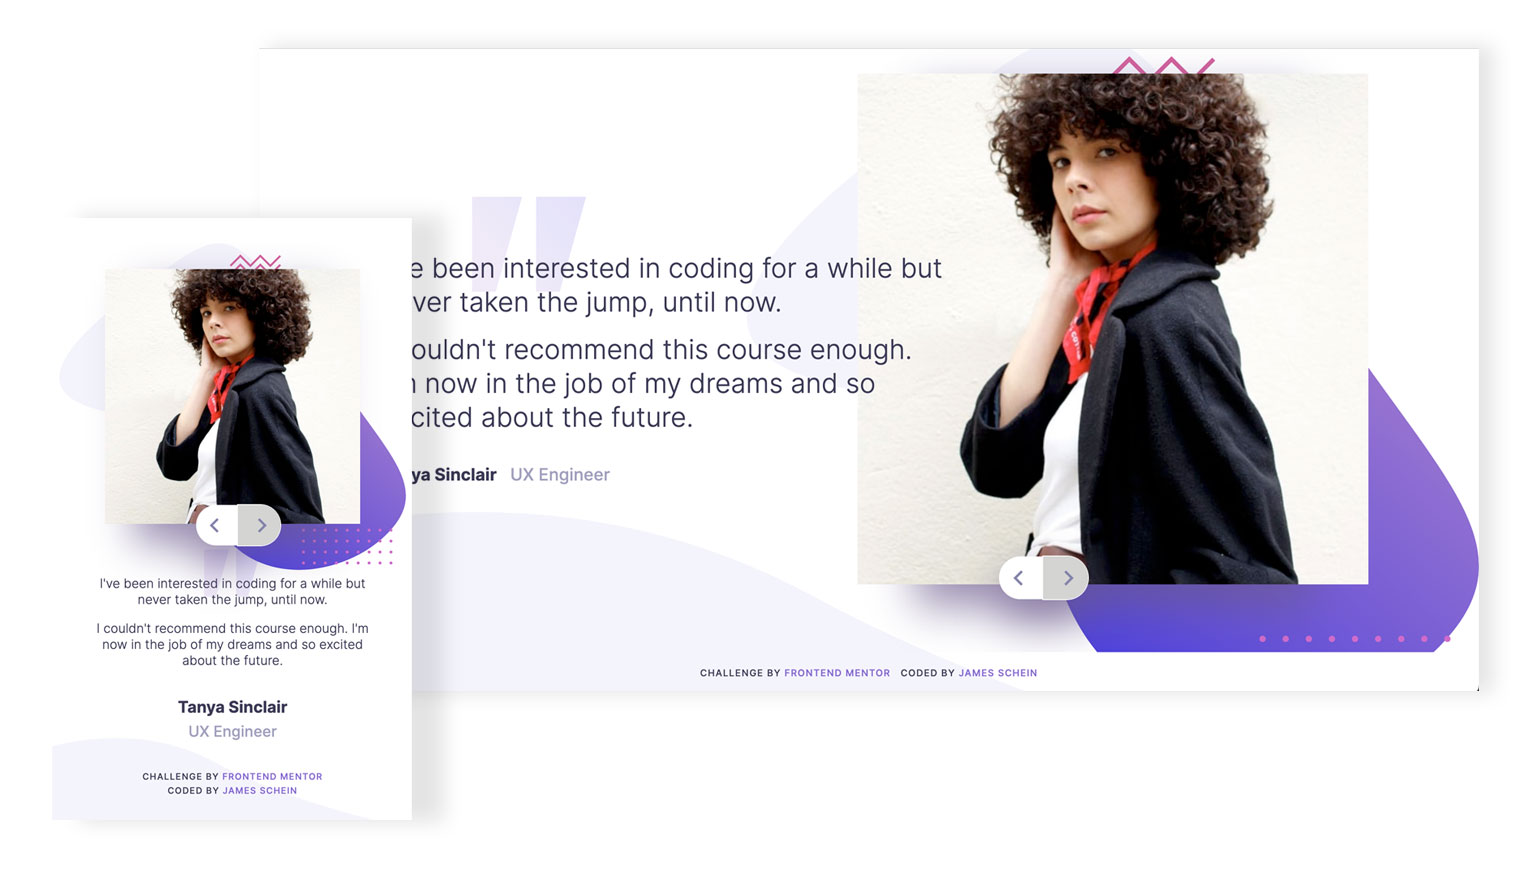 I've been interested in coding for a while but
never taken the jump, until now.
I couldn't recommend this course enough. I'm
now in the job of my dreams and so excited
about the future.
Tanya Sinclair
UX Engineer
CHALLENGE BY FRONTEND MENTOR
CODED BY JAMES SCHEIN
e been interested in coding for a while but
ver taken the jump, until now.
ouldn't recommend this course enough.
now in the job of my dreams and so
cited about the future.
ya Sinclair UX Engineer
CHALLENGE BY FRONTEND MENTOR CODED BY JAMES SCHEIN